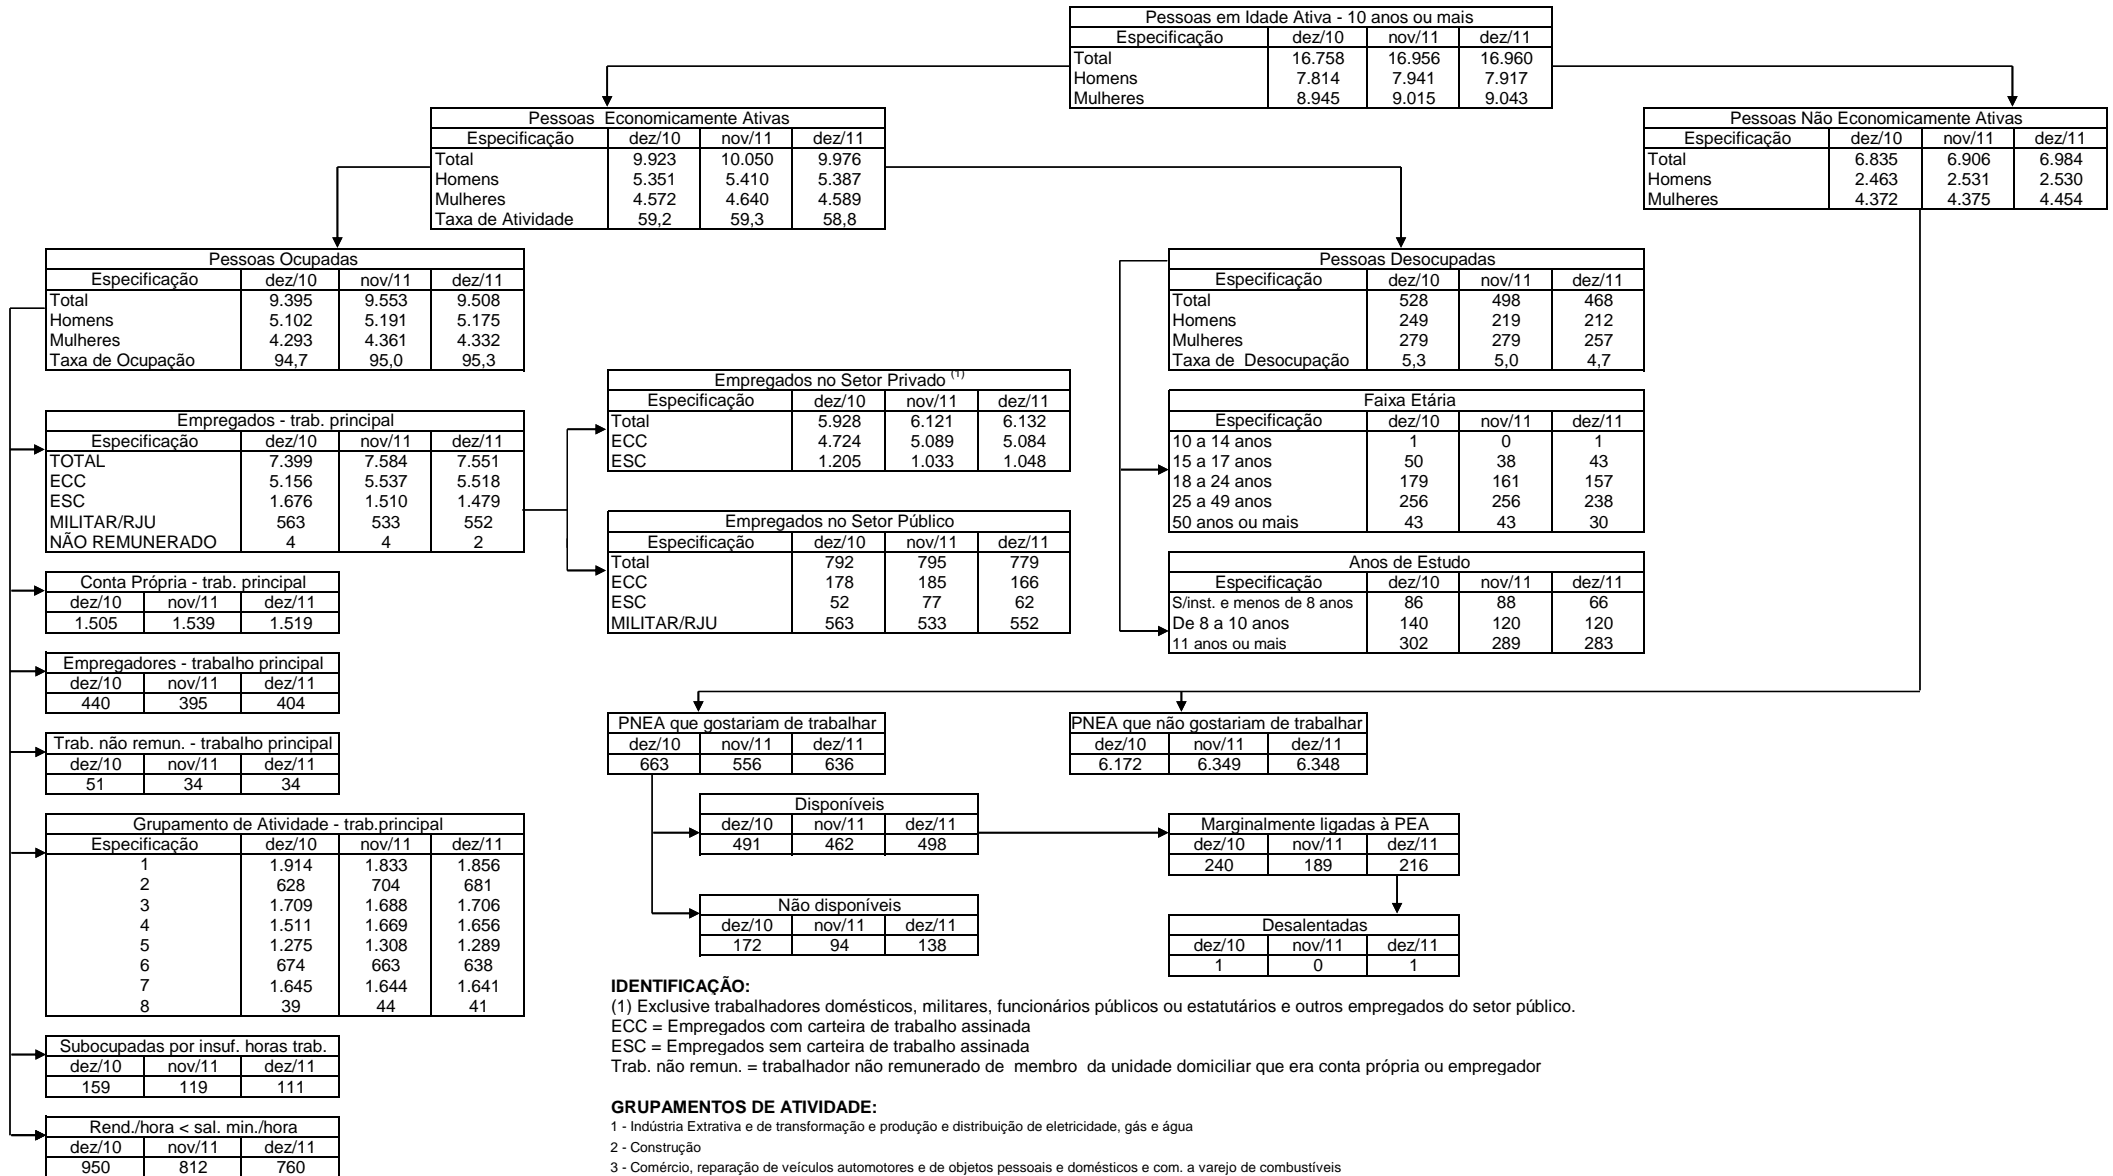 Pessoas em Idade Ativa - 10 anos ou mais
Especificação dez/10 nov/11 dez/11
Total 16.758 16.956 16.960
Homens 7.814 7.941 7.917
Mulheres 8.945 9.015 9.043
Pessoas Economicamente Ativas
Especificação dez/10 nov/11 dez/11
Total 9.923 10.050 9.976
Homens 5.351 5.410 5.387
Mulheres 4.572 4.640 4.589
Taxa de Atividade 59,2 59,3 58,8
Pessoas Não Economicamente Ativas
Especificação dez/10 nov/11 dez/11
Total 6.835 6.906 6.984
Homens 2.463 2.531 2.530
Mulheres 4.372 4.375 4.454
Pessoas Ocupadas
Especificação dez/10 nov/11 dez/11
Total 9.395 9.553 9.508
Homens 5.102 5.191 5.175
Mulheres 4.293 4.361 4.332
Taxa de Ocupação 94,7 95,0 95,3
Pessoas Desocupadas
Especificação dez/10 nov/11 dez/11
Total 528 498 468
Homens 249 219 212
Mulheres 279 279 257
Taxa de Desocupação 5,3 5,0 4,7
Empregados - trab. principal
Especificação dez/10 nov/11 dez/11
TOTAL 7.399 7.584 7.551
ECC 5.156 5.537 5.518
ESC 1.676 1.510 1.479
MILITAR/RJU 563 533 552
NÃO REMUNERADO 4 4 2
Empregados no Setor Privado (1)
Especificação dez/10 nov/11 dez/11
Total 5.928 6.121 6.132
ECC 4.724 5.089 5.084
ESC 1.205 1.033 1.048
Empregados no Setor Público
Especificação dez/10 nov/11 dez/11
Total 792 795 779
ECC 178 185 166
ESC 52 77 62
MILITAR/RJU 563 533 552
Faixa Etária
Especificação dez/10 nov/11 dez/11
10 a 14 anos 1 0 1
15 a 17 anos 50 38 43
18 a 24 anos 179 161 157
25 a 49 anos 256 256 238
50 anos ou mais 43 43 30
Anos de Estudo
Especificação dez/10 nov/11 dez/11
S/inst. e menos de 8 anos 86 88 66
De 8 a 10 anos 140 120 120
11 anos ou mais 302 289 283
Conta Própria - trab. principal
dez/10 nov/11 dez/11
1.505 1.539 1.519
Empregadores - trabalho principal
dez/10 nov/11 dez/11
440 395 404
Trab. não remun. - trabalho principal
dez/10 nov/11 dez/11
51 34 34
Grupamento de Atividade - trab.principal
Especificação dez/10 nov/11 dez/11
1 1.914 1.833 1.856
2 628 704 681
3 1.709 1.688 1.706
4 1.511 1.669 1.656
5 1.275 1.308 1.289
6 674 663 638
7 1.645 1.644 1.641
8 39 44 41
Subocupadas por insuf. horas trab.
dez/10 nov/11 dez/11
159 119 111
Rend./hora < sal. min./hora
dez/10 nov/11 dez/11
950 812 760
PNEA que gostariam de trabalhar
dez/10 nov/11 dez/11
663 556 636
PNEA que não gostariam de trabalhar
dez/10 nov/11 dez/11
6.172 6.349 6.348
Disponíveis
dez/10 nov/11 dez/11
491 462 498
Marginalmente ligadas à PEA
dez/10 nov/11 dez/11
240 189 216
Não disponíveis
dez/10 nov/11 dez/11
172 94 138
Desalentadas
dez/10 nov/11 dez/11
1 0 1
IDENTIFICAÇÃO:
(1) Exclusive trabalhadores domésticos, militares, funcionários públicos ou estatutários e outros empregados do setor público.
ECC = Empregados com carteira de trabalho assinada
ESC = Empregados sem carteira de trabalho assinada
Trab. não remun. = trabalhador não remunerado de membro da unidade domiciliar que era conta própria ou empregador
GRUPAMENTOS DE ATIVIDADE:
1 - Indústria Extrativa e de transformação e produção e distribuição de eletricidade, gás e água
2 - Construção
3 - Comércio, reparação de veículos automotores e de objetos pessoais e domésticos e com. a varejo de combustíveis